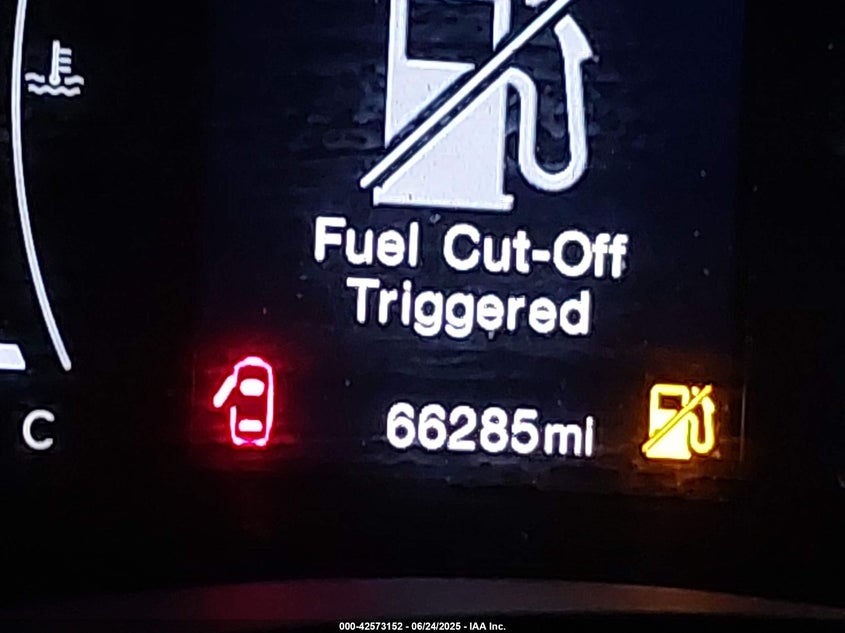 Fuel Cut-Off
Triggered
C
66285mi
000-42573152 - 06/24/2025 - IAA Inc.